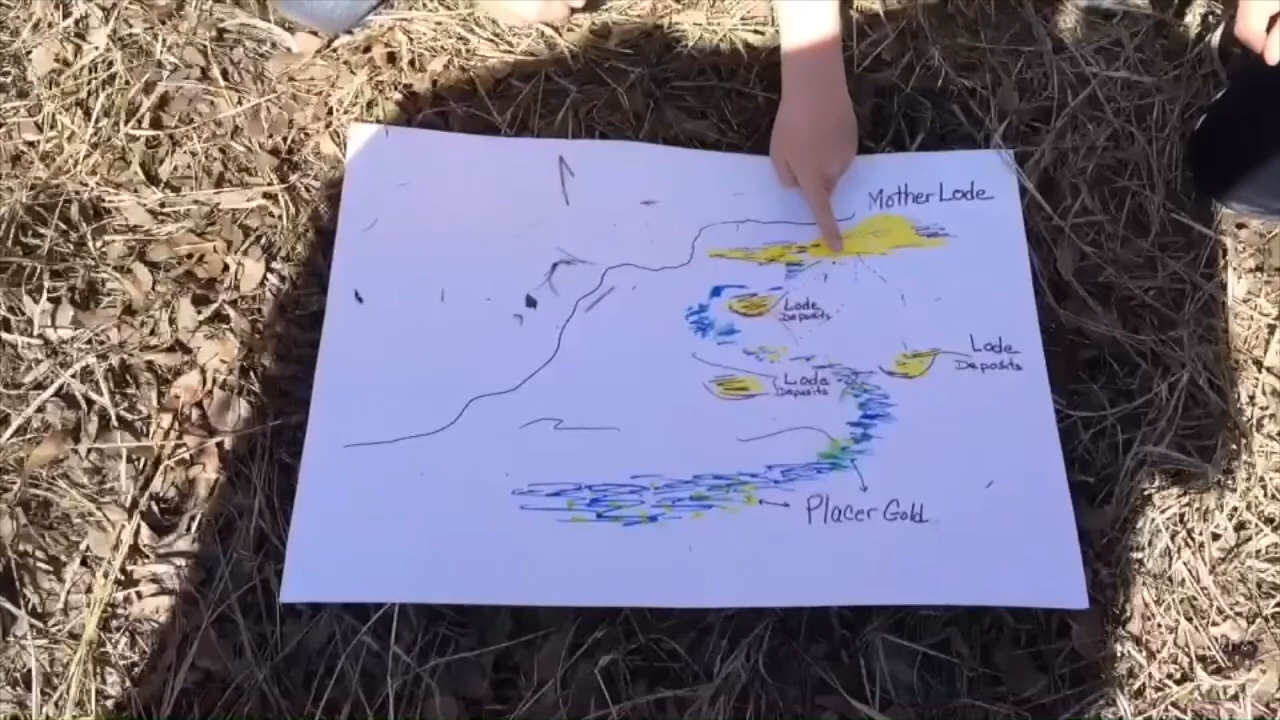 Mother Lode
Lode
Deposits
Lode
Deposits
Lode
Deposits
Placer Gold